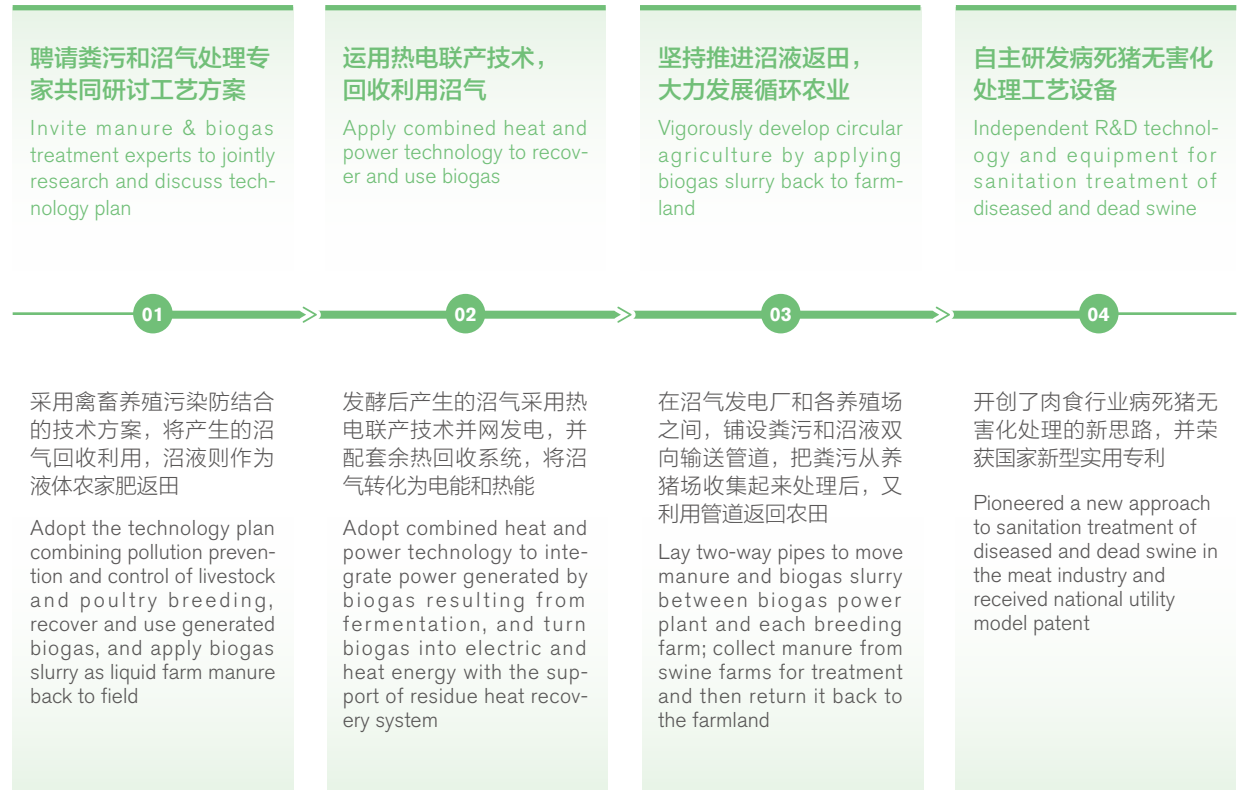 聘请粪污和沼气处理专
家共同研讨工艺方案
Invite manure & biogas
treatment experts to jointly
research and discuss tech-
nology plan
运用热电联产技术，
回收利用沼气
Apply combined heat and
power technology to recov-
er and use biogas
坚持推进沼液返田，
大力发展循环农业
Vigorously develop circular
agriculture by applying
biogas slurry back to farm-
land
自主研发病死猪无害化
处理工艺设备
Independent R&D technol-
ogy and equipment for
sanitation treatment of
diseased and dead swine
01
02
03
04
采用禽畜养殖污染防结合
的技术方案，将产生的沼
气回收利用，沼液则作为
液体农家肥返田
Adopt the technology plan
combining pollution preven-
tion and control of livestock
and poultry breeding,
recover and use generated
biogas, and apply biogas
slurry as liquid farm manure
back to field
发酵后产生的沼气采用热
电联产技术并网发电，并
配套余热回收系统，将沼
气转化为电能和热能
Adopt combined heat and
power technology to inte-
grate power generated by
biogas resulting from
fermentation, and turn
biogas into electric and
heat energy with the sup-
port of residue heat recov-
ery system
在沼气发电厂和各养殖场
之间，铺设粪污和沼液双
向输送管道，把粪污从养
猪场收集起来处理后，又
利用管道返回农田
Lay two-way pipes to move
manure and biogas slurry
between biogas power
plant and each breeding
farm; collect manure from
swine farms for treatment
and then return it back to
the farmland
开创了肉食行业病死猪无
害化处理的新思路，并荣
获国家新型实用专利
Pioneered a new approach
to sanitation treatment of
diseased and dead swine in
the meat industry and
received national utility
model patent